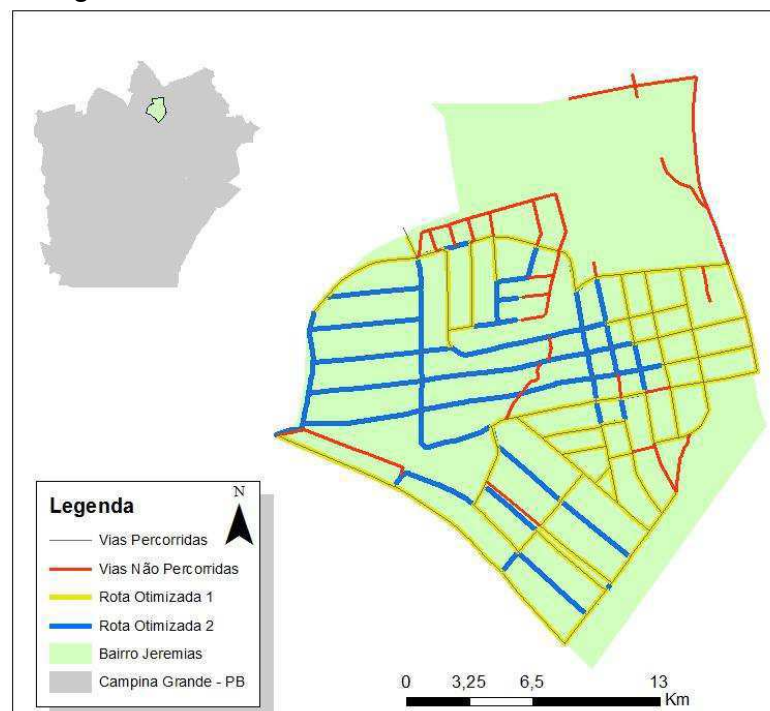 Legenda
N
Vias Percorridas
Vias Não Percorridas
Rota Otimizada 1
Rota Otimizada 2
Bairro Jeremias
Campina Grande - PB
0 3,25 6,5 13
Km